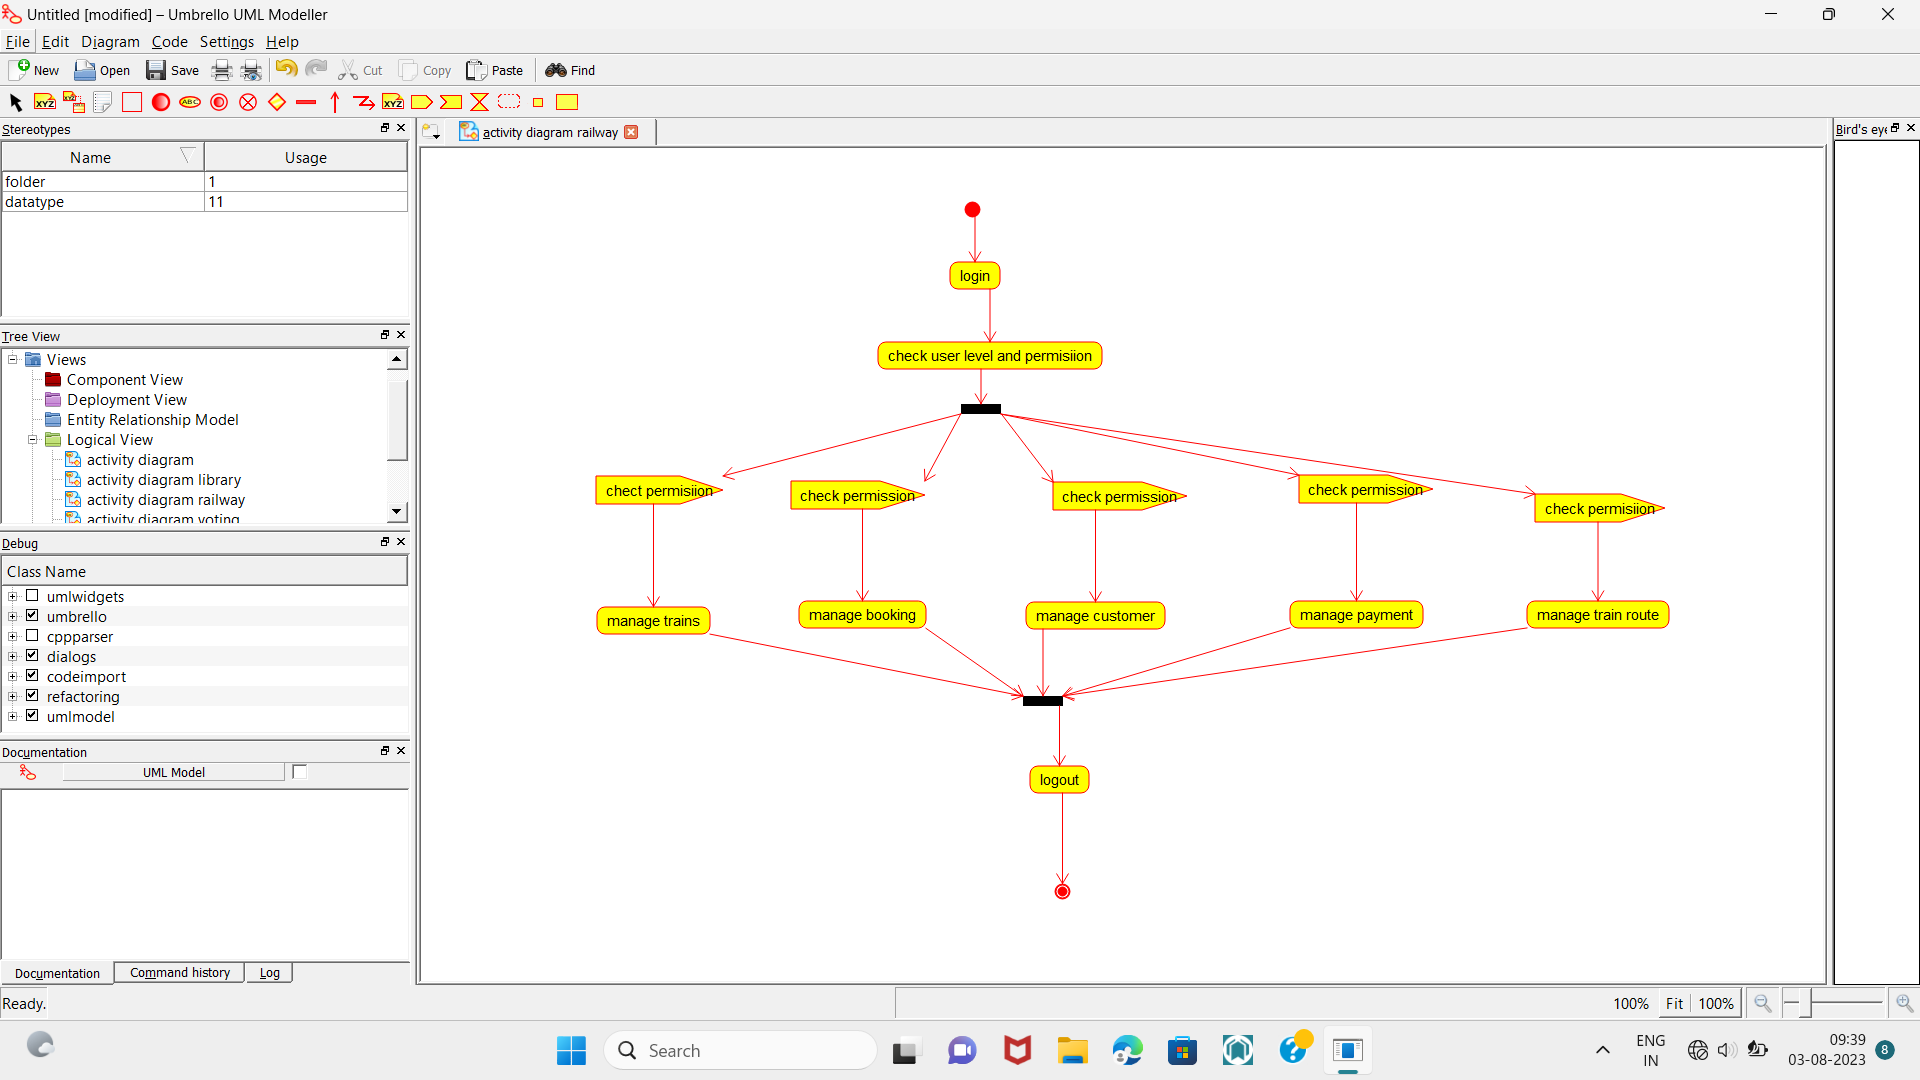 Untitled [modified] – Umbrello UML Modeller
File Edit Diagram Code Settings Help
New Open Save Cut Copy Paste Find
XYZ XYZ ABC XYZ
Stereotypes
Name Usage
folder 1
datatype 11
Tree View
Views
Component View
Deployment View
Entity Relationship Model
Logical View
activity diagram
activity diagram library
activity diagram railway
activity diagram voting
Debug
Class Name
umlwidgets
umbrello
cppparser
dialogs
codeimport
refactoring
umlmodel
Documentation
UML Model
Documentation Command history Log
Ready.
activity diagram railway
login
check user level and permisiion
chect permisiion
check permission
check permission
check permission
check permisiion
manage trains
manage booking
manage customer
manage payment
manage train route
logout
Bird's eye
100% Fit 100%
Search
ENG
IN
09:39
03-08-2023
8